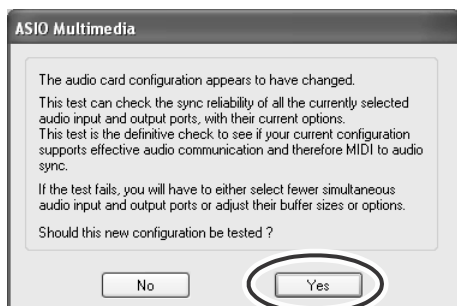 ASIO Multimedia
The audio card configuration appears to have changed.
This test can check the sync reliability of all the currently selected
audio input and output ports, with their current options.
This test is the definitive check to see if your current configuration
supports effective audio communication and therefore MIDI to audio
sync.
If the test fails, you will have to either select fewer simultaneous
audio input and output ports or adjust their buffer sizes or options.
Should this new configuration be tested ?
No
Yes